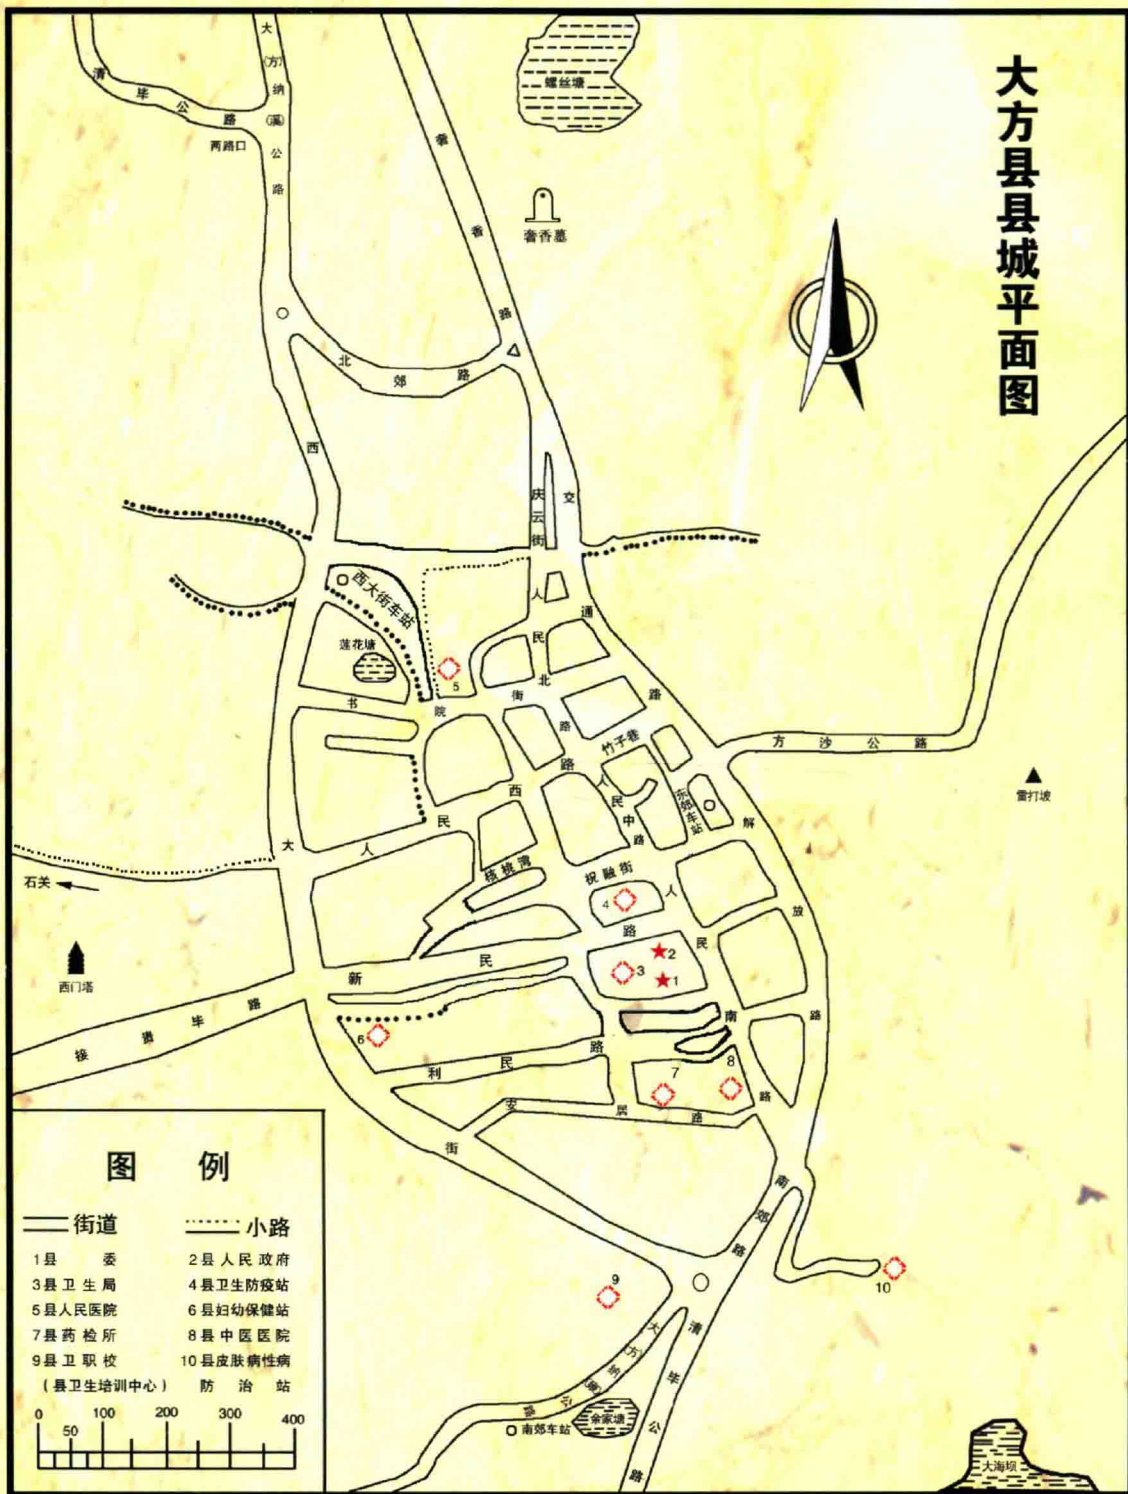 大方县县城平面图
清毕公路
大(方)纳(溪)公路
两路口
螺丝塘
奢香路
奢香墓
北郊路
西大街
庆云街
交通路
西大街车站
莲花塘
5
人民北路
书院街
竹子巷
方沙公路
雷打坡
东郊车站
人民中路
人民西路
解放路
核桃湾
祝融街
4
石关
西门塔
新民路
人民南路
2
3
1
接贵毕路
6
利民路
7
8
安居路
南郊路
10
9
大(方)纳(溪)公路
清毕公路
余家塘
南郊车站
大海坝
图 例
街道 小路
1县委 2县人民政府
3县卫生局 4县卫生防疫站
5县人民医院 6县妇幼保健站
7县药检所 8县中医医院
9县卫职校 10县皮肤病性病
(县卫生培训中心) 防治站
0 50 100 200 300 400